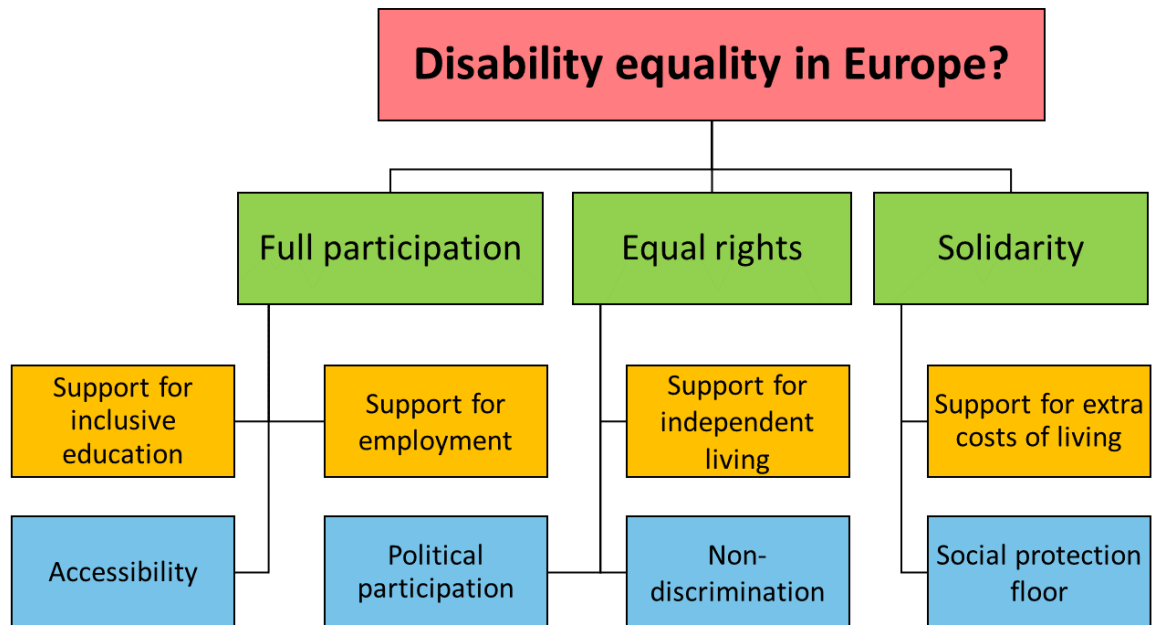 Disability equality in Europe?
Full participation
Equal rights
Solidarity
Support for
inclusive
education
Support for
employment
Support for
independent
living
Support for extra
costs of living
Accessibility
Political
participation
Non-
discrimination
Social protection
floor